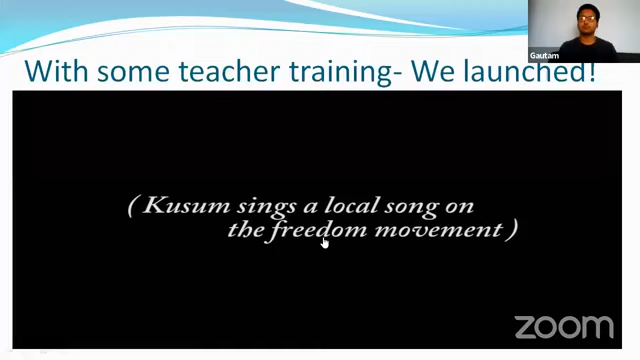 Gautam
With some teacher training- We launched!
( Kusum sings a local song on
the freedom movement )
zoom